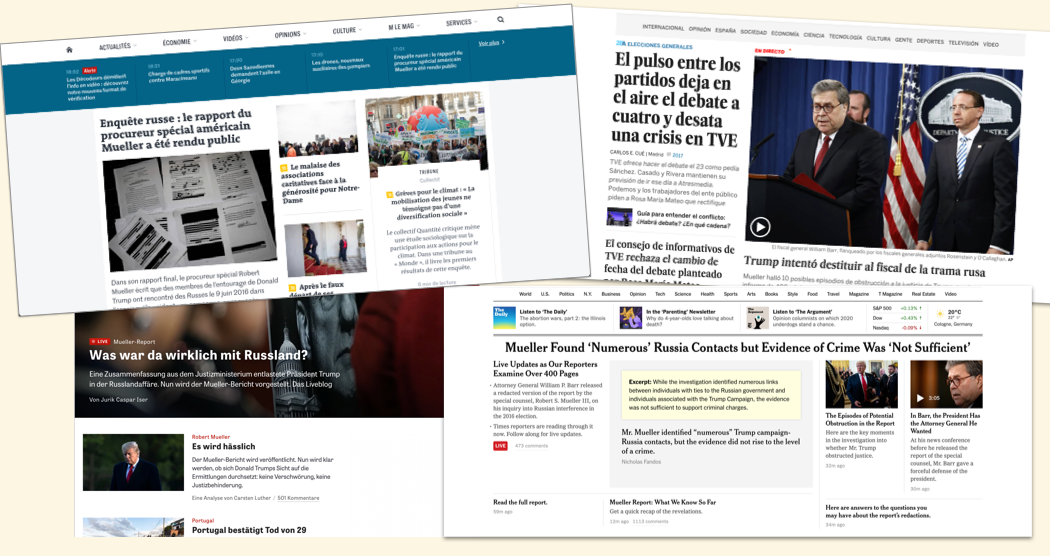 ACTUALITÉS
ÉCONOMIE
VIDÉOS
OPINIONS
CULTURE
M LE MAG
SERVICES
Alerte
Les Décodeurs démêlent
l'info en vidéo : découvrez
notre nouveau format de
vérification
Charge de cadres sportifs
contre Maracineanu
Deux Saoudiennes
demandent l'asile en
Géorgie
Les drones, nouveaux
auxiliaires des pompiers
Enquête russe : le rapport du
procureur spécial américain
Mueller a été rendu public
Voir plus
Enquête russe : le rapport du
procureur spécial américain
Mueller a été rendu public
Dans son rapport final, le procureur spécial Robert
Mueller écrit que des membres de l'entourage de Donald
Trump ont rencontré des Russes le 9 juin 2016 dans
Le malaise des
associations
caritatives face à la
générosité pour Notre-
Dame
Après le faux
départ de ses
TRIBUNE
Collectif
Grèves pour le climat : « La
mobilisation des jeunes ne
témoigne pas d'une
diversification sociale »
Le collectif Quantité critique mène
une étude sociologique sur la
participation aux actions pour le
climat. Dans une tribune au
« Monde », il livre les premiers
résultats de cette enquête.
INTERNACIONAL OPINIÓN ESPAÑA SOCIEDAD ECONOMÍA CIENCIA TECNOLOGÍA CULTURA GENTE DEPORTES TELEVISIÓN VÍDEO
28A ELECCIONES GENERALES
El pulso entre los
partidos deja en
el aire el debate a
cuatro y desata
una crisis en TVE
CARLOS E. CUÉ | Madrid 2017
TVE ofrece hacer el debate el 23 como pedía
Sánchez. Casado y Rivera mantienen su
previsión de ir ese día a Atresmedia.
Podemos y los trabajadores del ente público
piden a Rosa María Mateo que rectifique
Guía para entender el conflicto:
¿Habrá debate? ¿En qué cadena?
El consejo de informativos de
TVE rechaza el cambio de
fecha del debate planteado
por Rosa María Mateo
EN DIRECTO
DEPARTMENT OF JUSTICE
El fiscal general William Barr, flanqueado por los fiscales generales adjuntos Rosenstein y O'Callaghan. AP
Trump intentó destituir al fiscal de la trama rusa
Mueller halló 10 posibles episodios de obstrucción a la justicia de
LIVE Mueller-Report
Was war da wirklich mit Russland?
Eine Zusammenfassung aus dem Justizministerium entlastete Präsident Trump
in der Russlandaffäre. Nun wird der Mueller-Bericht vorgestellt. Das Liveblog
Von Jurik Caspar Iser
Robert Mueller
Es wird hässlich
Der Mueller-Bericht wird veröffentlicht. Nun wird klar
werden, ob sich Donald Trumps Sicht auf die
Ermittlungen durchsetzt: keine Verschwörung, keine
Justizbehinderung.
Eine Analyse von Carsten Luther / 501 Kommentare
Portugal
Portugal bestätigt Tod von 29
World U.S. Politics N.Y. Business Opinion Tech Science Health Sports Arts Books Style Food Travel Magazine T Magazine Real Estate Video
The Daily
Listen to 'The Daily'
The abortion wars, part 2: the Illinois
option.
In the 'Parenting' Newsletter
Why do 4-year-olds love talking about
death?
The Argument
Listen to 'The Argument'
Opinion columnists on which 2020
underdogs stand a chance.
S&P 500 +0.13% ↑
Dow +0.43% ↑
Nasdaq -0.09% ↓
20°C
Cologne, Germany
Mueller Found 'Numerous' Russia Contacts but Evidence of Crime Was 'Not Sufficient'
Live Updates as Our Reporters
Examine Over 400 Pages
• Attorney General William P. Barr released
a redacted version of the report by
the special counsel, Robert S. Mueller III, on
his inquiry into Russian interference in
the 2016 election.
• Times reporters are reading through it
now. Follow along for live updates.
LIVE 473 comments
Excerpt: While the investigation identified numerous links
between individuals with ties to the Russian government and
individuals associated with the Trump Campaign, the evidence
was not sufficient to support criminal charges.
Mr. Mueller identified "numerous" Trump campaign-
Russia contacts, but the evidence did not rise to the level
of a crime.
Nicholas Fandos
The Episodes of Potential
Obstruction in the Report
Here are the key moments
in the investigation into
whether Mr. Trump
obstructed justice.
52m ago
3:05
In Barr, the President Has
the Attorney General He
Wanted
At his news conference
before he released the
report of the special
counsel, Mr. Barr gave a
forceful defense of
the president.
30m ago
Read the full report.
59m ago
Mueller Report: What We Know So Far
Get a quick recap of the revelations.
12m ago 1113 comments
Here are answers to the questions you
may have about the report's redactions.
54m ago